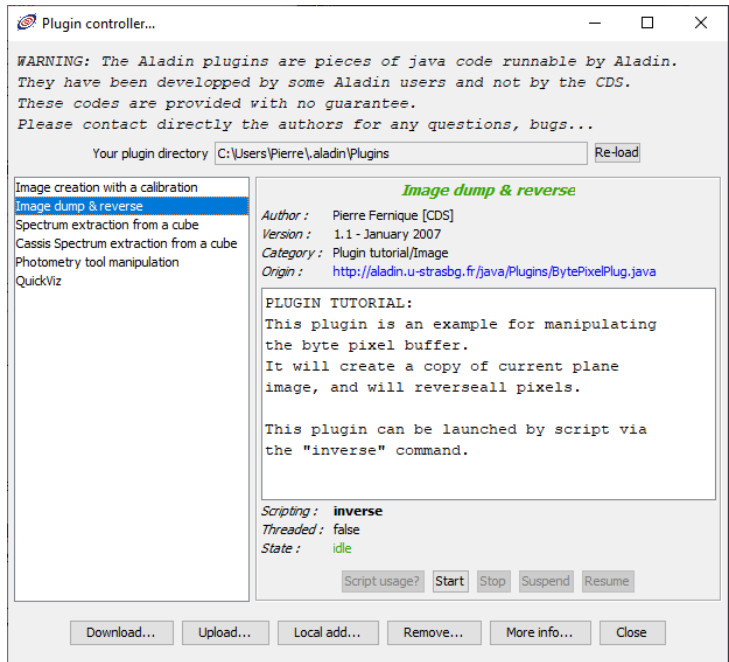 Plugin controller...
WARNING: The Aladin plugins are pieces of java code runnable by Aladin.
They have been developped by some Aladin users and not by the CDS.
These codes are provided with no guarantee.
Please contact directly the authors for any questions, bugs...
Your plugin directory C:\Users\Pierre\.aladin\Plugins Re-load
Image creation with a calibration
Image dump & reverse
Spectrum extraction from a cube
Cassis Spectrum extraction from a cube
Photometry tool manipulation
QuickViz
Image dump & reverse
Author : Pierre Fernique [CDS]
Version : 1.1 - January 2007
Category : Plugin tutorial/Image
Origin : http://aladin.u-strasbg.fr/java/Plugins/BytePixelPlug.java
PLUGIN TUTORIAL:
This plugin is an example for manipulating
the byte pixel buffer.
It will create a copy of current plane
image, and will reverseall pixels.
This plugin can be launched by script via
the "inverse" command.
Scripting : inverse
Threaded : false
State : idle
Script usage? Start Stop Suspend Resume
Download... Upload... Local add... Remove... More info... Close